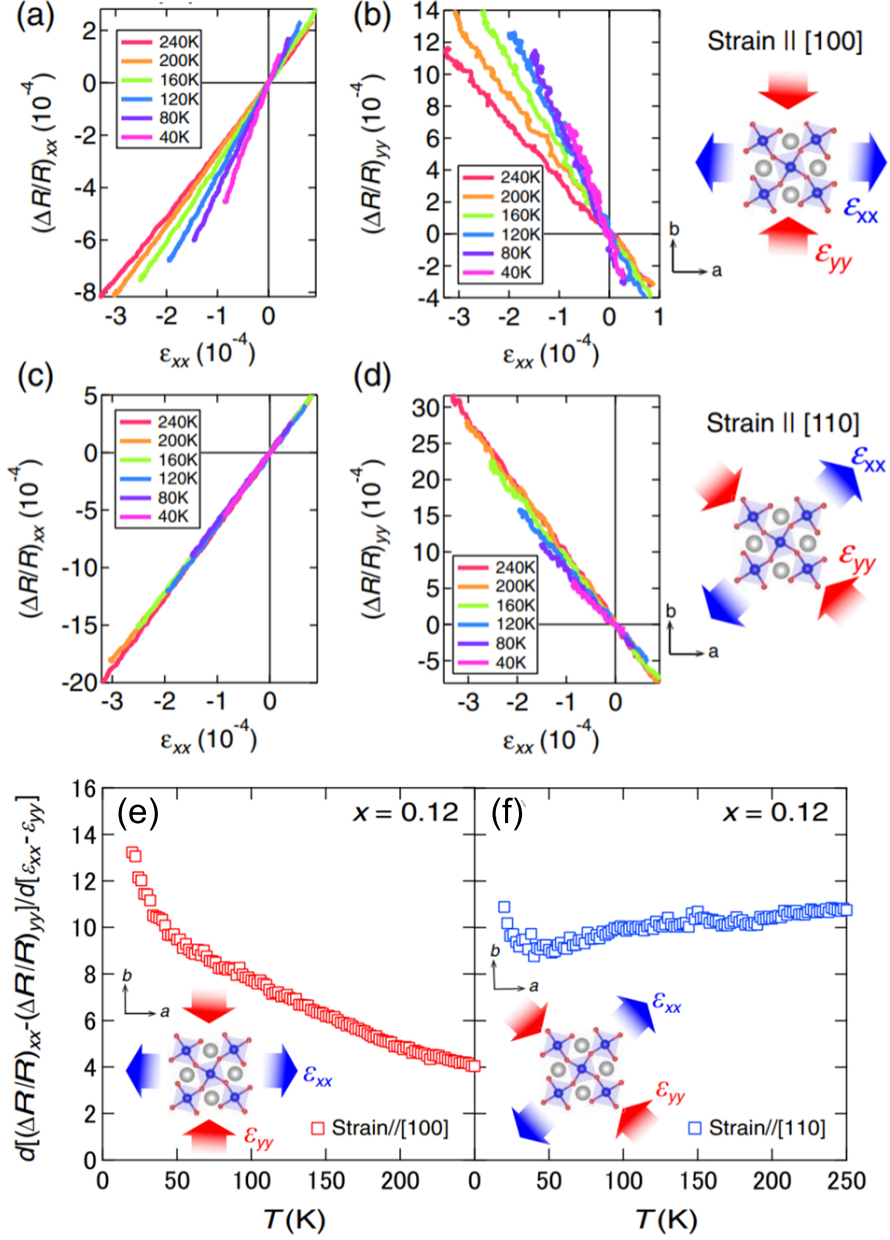 (a)
2
0
-2
-4
-6
-8
(ΔR/R)xx (10⁻⁴)
240K
200K
160K
120K
80K
40K
-3 -2 -1 0
εxx (10⁻⁴)
(b)
14
12
10
8
6
4
2
0
-2
-4
(ΔR/R)yy (10⁻⁴)
240K
200K
160K
120K
80K
40K
-3 -2 -1 0 1
εxx (10⁻⁴)
Strain || [100]
εxx
εyy
b
a
(c)
5
0
-5
-10
-15
-20
(ΔR/R)xx (10⁻⁴)
240K
200K
160K
120K
80K
40K
-3 -2 -1 0
εxx (10⁻⁴)
(d)
30
25
20
15
10
5
0
-5
(ΔR/R)yy (10⁻⁴)
240K
200K
160K
120K
80K
40K
-3 -2 -1 0
εxx (10⁻⁴)
Strain || [110]
εxx
εyy
b
a
(e)
x = 0.12
16
14
12
10
8
6
4
2
0
d[(ΔR/R)xx-(ΔR/R)yy]/d[εxx-εyy]
b
a
εxx
εyy
Strain//[100]
0 50 100 150 200
T (K)
(f)
x = 0.12
b
a
εxx
εyy
Strain//[110]
0 50 100 150 200 250
T (K)